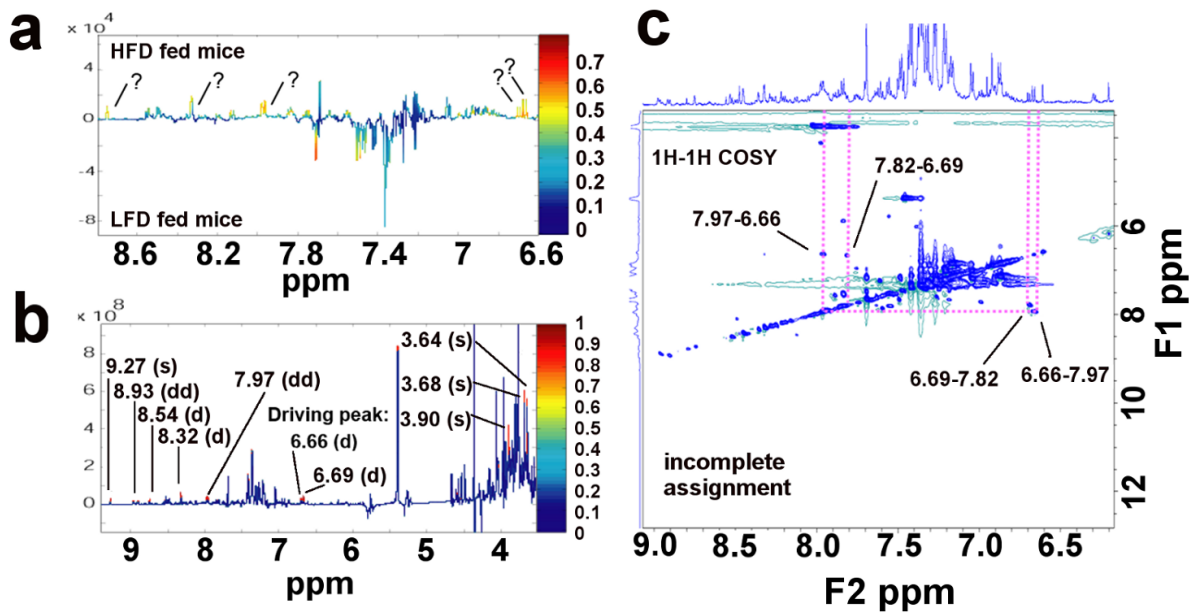 a
× 10⁴
HFD fed mice
? ? ? ? ?
4
0
-4
-8
LFD fed mice
8.6 8.2 7.8 7.4 7 6.6
ppm
0.7
0.6
0.5
0.4
0.3
0.2
0.1
0
b
× 10⁸
8
6
4
2
0
9.27 (s)
8.93 (dd)
8.54 (d)
8.32 (d)
7.97 (dd)
Driving peak:
6.66 (d)
6.69 (d)
3.64 (s)
3.68 (s)
3.90 (s)
9 8 7 6 5 4
ppm
1
0.9
0.8
0.7
0.6
0.5
0.4
0.3
0.2
0.1
0
c
1H-1H COSY
7.82-6.69
7.97-6.66
6.69-7.82
6.66-7.97
incomplete
assignment
6
8
10
12
F1 ppm
9.0 8.5 8.0 7.5 7.0 6.5
F2 ppm